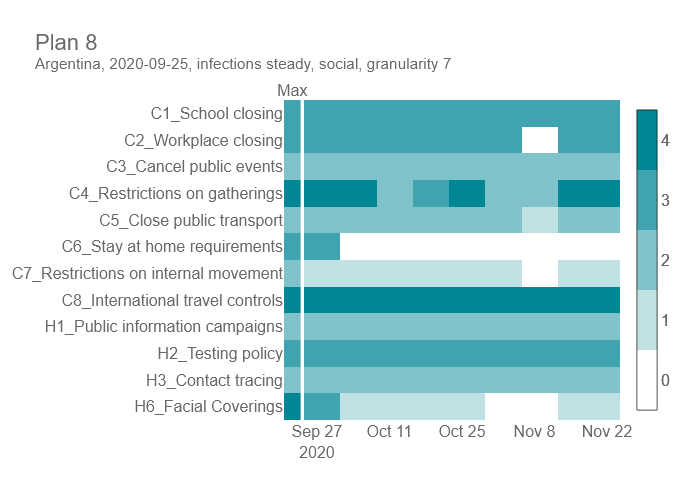 Plan 8
Argentina, 2020-09-25, infections steady, social, granularity 7
Max
C1_School closing
C2_Workplace closing
C3_Cancel public events
C4_Restrictions on gatherings
C5_Close public transport
C6_Stay at home requirements
C7_Restrictions on internal movement
C8_International travel controls
H1_Public information campaigns
H2_Testing policy
H3_Contact tracing
H6_Facial Coverings
Sep 27 Oct 11 Oct 25 Nov 8 Nov 22
2020
4
3
2
1
0